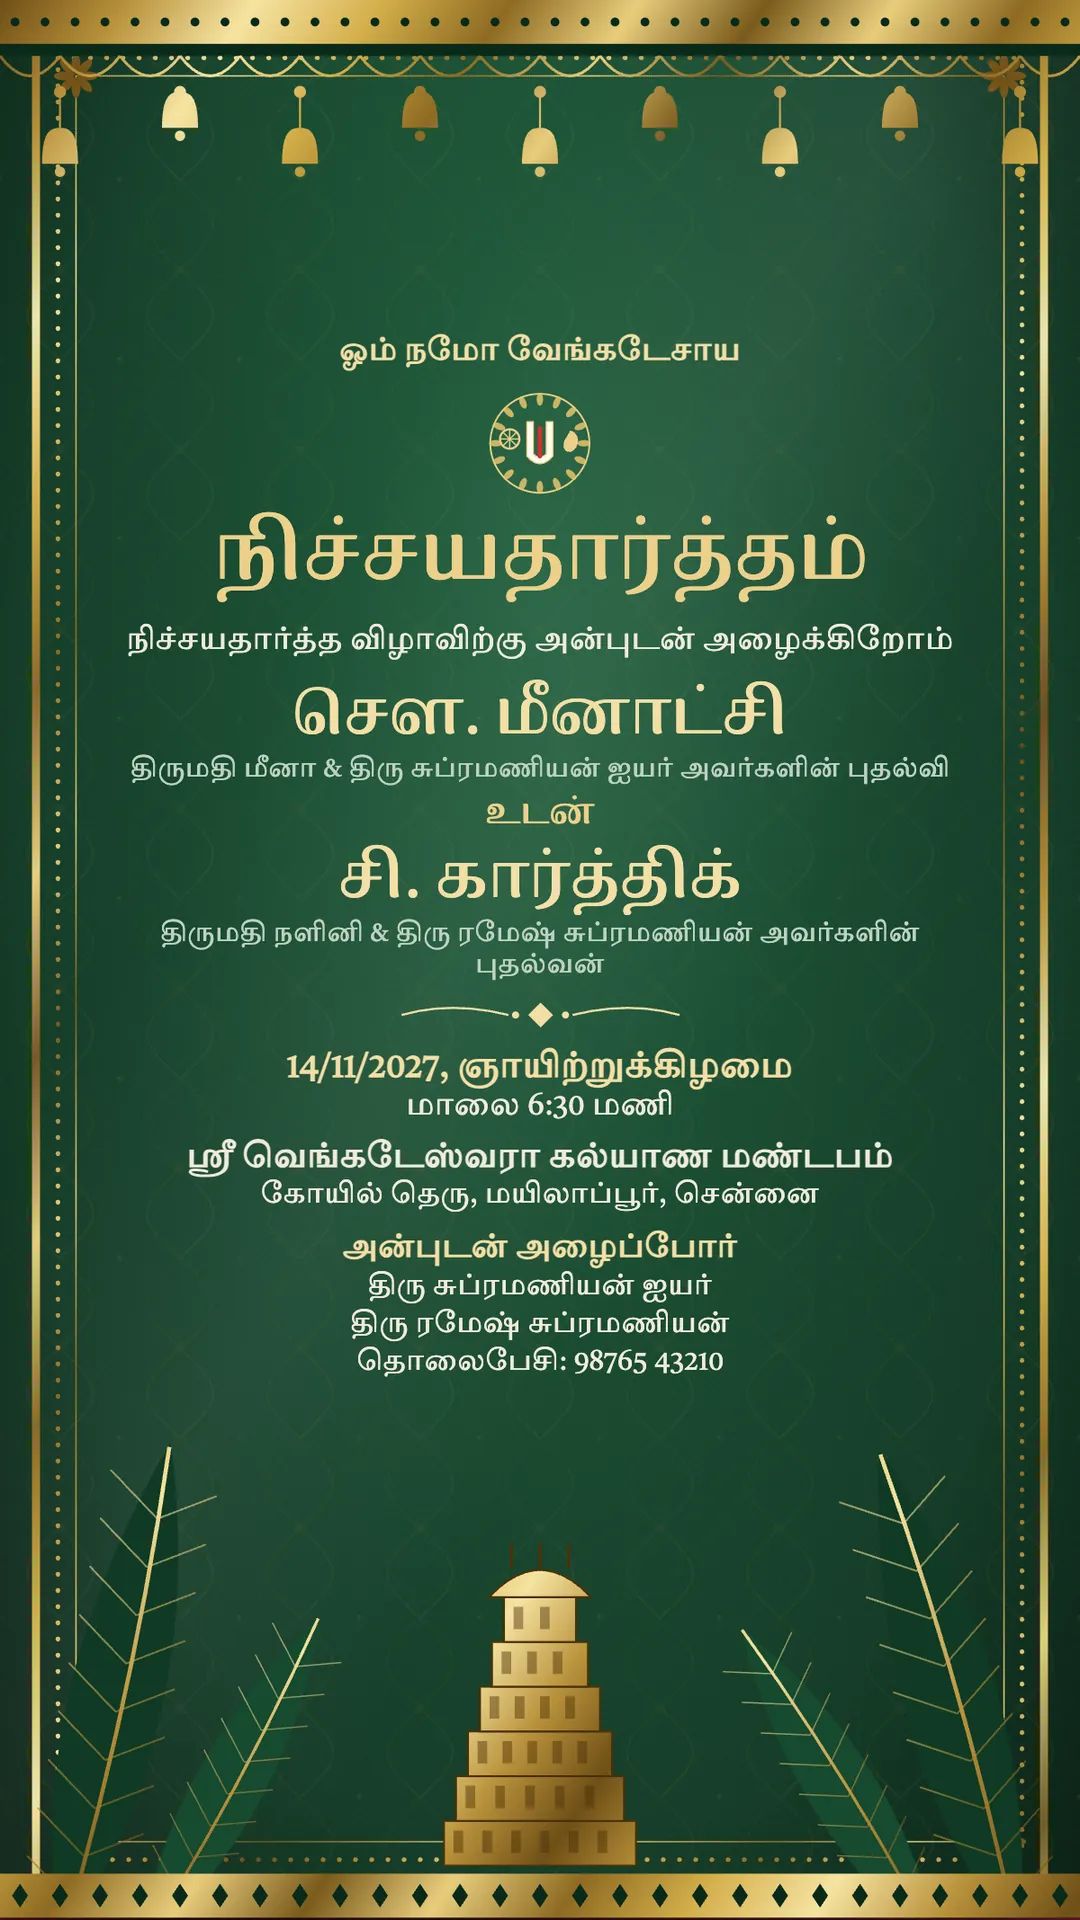 ஓம் நமோ வேங்கடேசாய
நிச்சயதார்த்தம்
நிச்சயதார்த்த விழாவிற்கு அன்புடன் அழைக்கிறோம்
சௌ. மீனாட்சி
திருமதி மீனா & திரு சுப்ரமணியன் ஐயர் அவர்களின் புதல்வி
உடன்
சி. கார்த்திக்
திருமதி நளினி & திரு ரமேஷ் சுப்ரமணியன் அவர்களின்
புதல்வன்
14/11/2027, ஞாயிற்றுக்கிழமை
மாலை 6:30 மணி
ஸ்ரீ வெங்கடேஸ்வரா கல்யாண மண்டபம்
கோயில் தெரு, மயிலாப்பூர், சென்னை
அன்புடன் அழைப்போர்
திரு சுப்ரமணியன் ஐயர்
திரு ரமேஷ் சுப்ரமணியன்
தொலைபேசி: 98765 43210